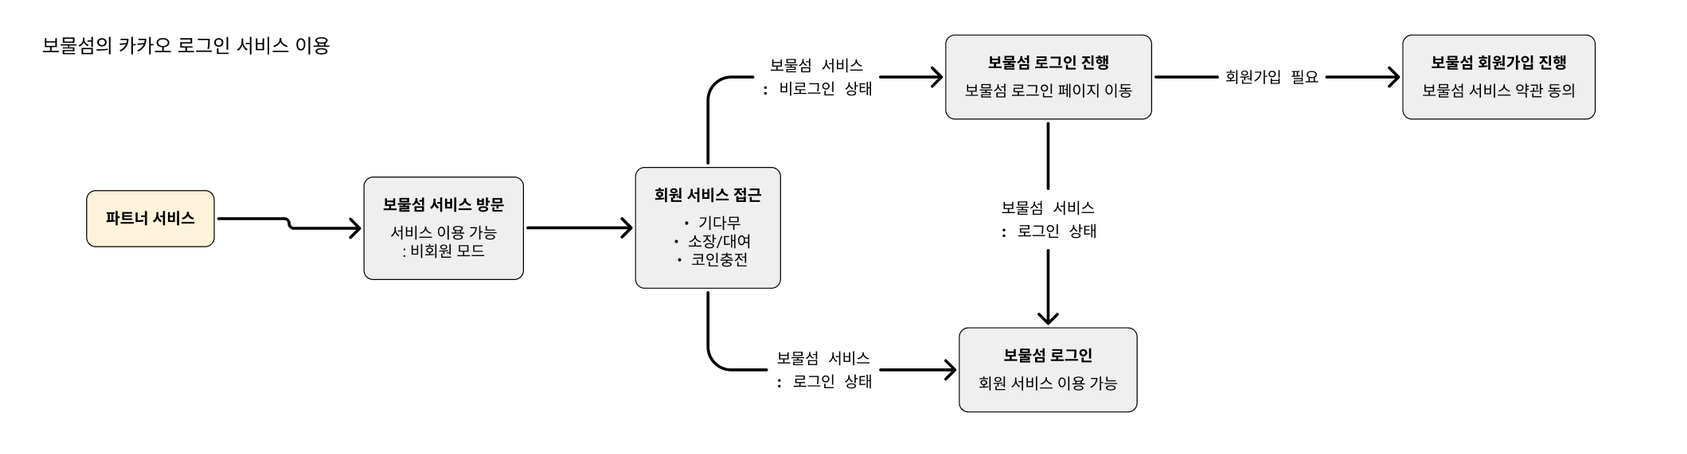 보물섬의 카카오 로그인 서비스 이용
파트너 서비스
보물섬 서비스 방문
서비스 이용 가능
: 비회원 모드
회원 서비스 접근
• 기다무
• 소장/대여
• 코인충전
보물섬 서비스
: 비로그인 상태
보물섬 로그인 진행
보물섬 로그인 페이지 이동
회원가입 필요
보물섬 회원가입 진행
보물섬 서비스 약관 동의
보물섬 서비스
: 로그인 상태
보물섬 서비스
: 로그인 상태
보물섬 로그인
회원 서비스 이용 가능